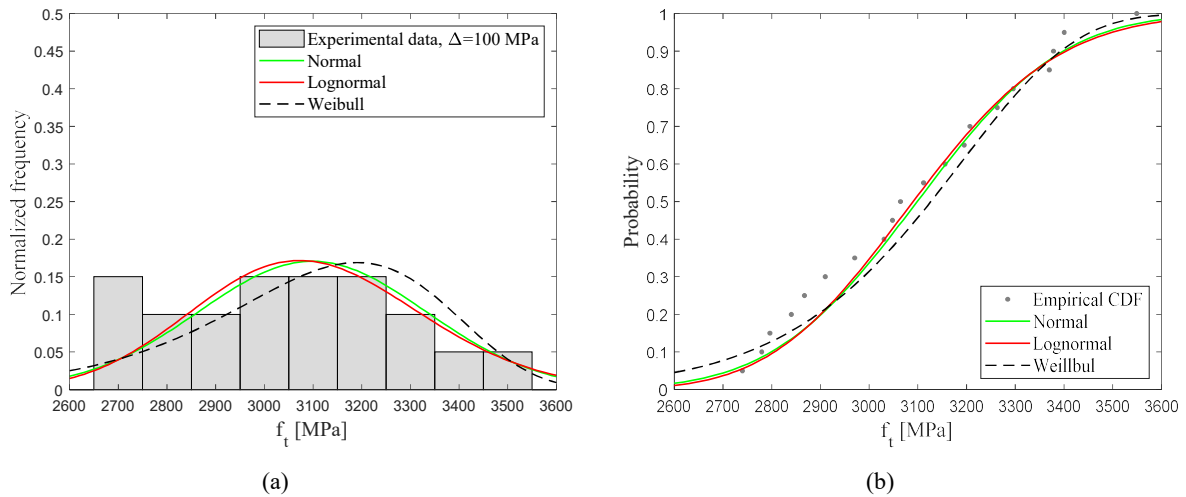 0.5
0.45
0.4
0.35
0.3
0.25
0.2
0.15
0.1
0.05
0
Normalized frequency
Experimental data, Δ=100 MPa
Normal
Lognormal
Weibull
2600 2700 2800 2900 3000 3100 3200 3300 3400 3500 3600
f_t [MPa]
(a)
1
0.9
0.8
0.7
0.6
0.5
0.4
0.3
0.2
0.1
0
Probability
Empirical CDF
Normal
Lognormal
Weillbul
2600 2700 2800 2900 3000 3100 3200 3300 3400 3500 3600
f_t [MPa]
(b)